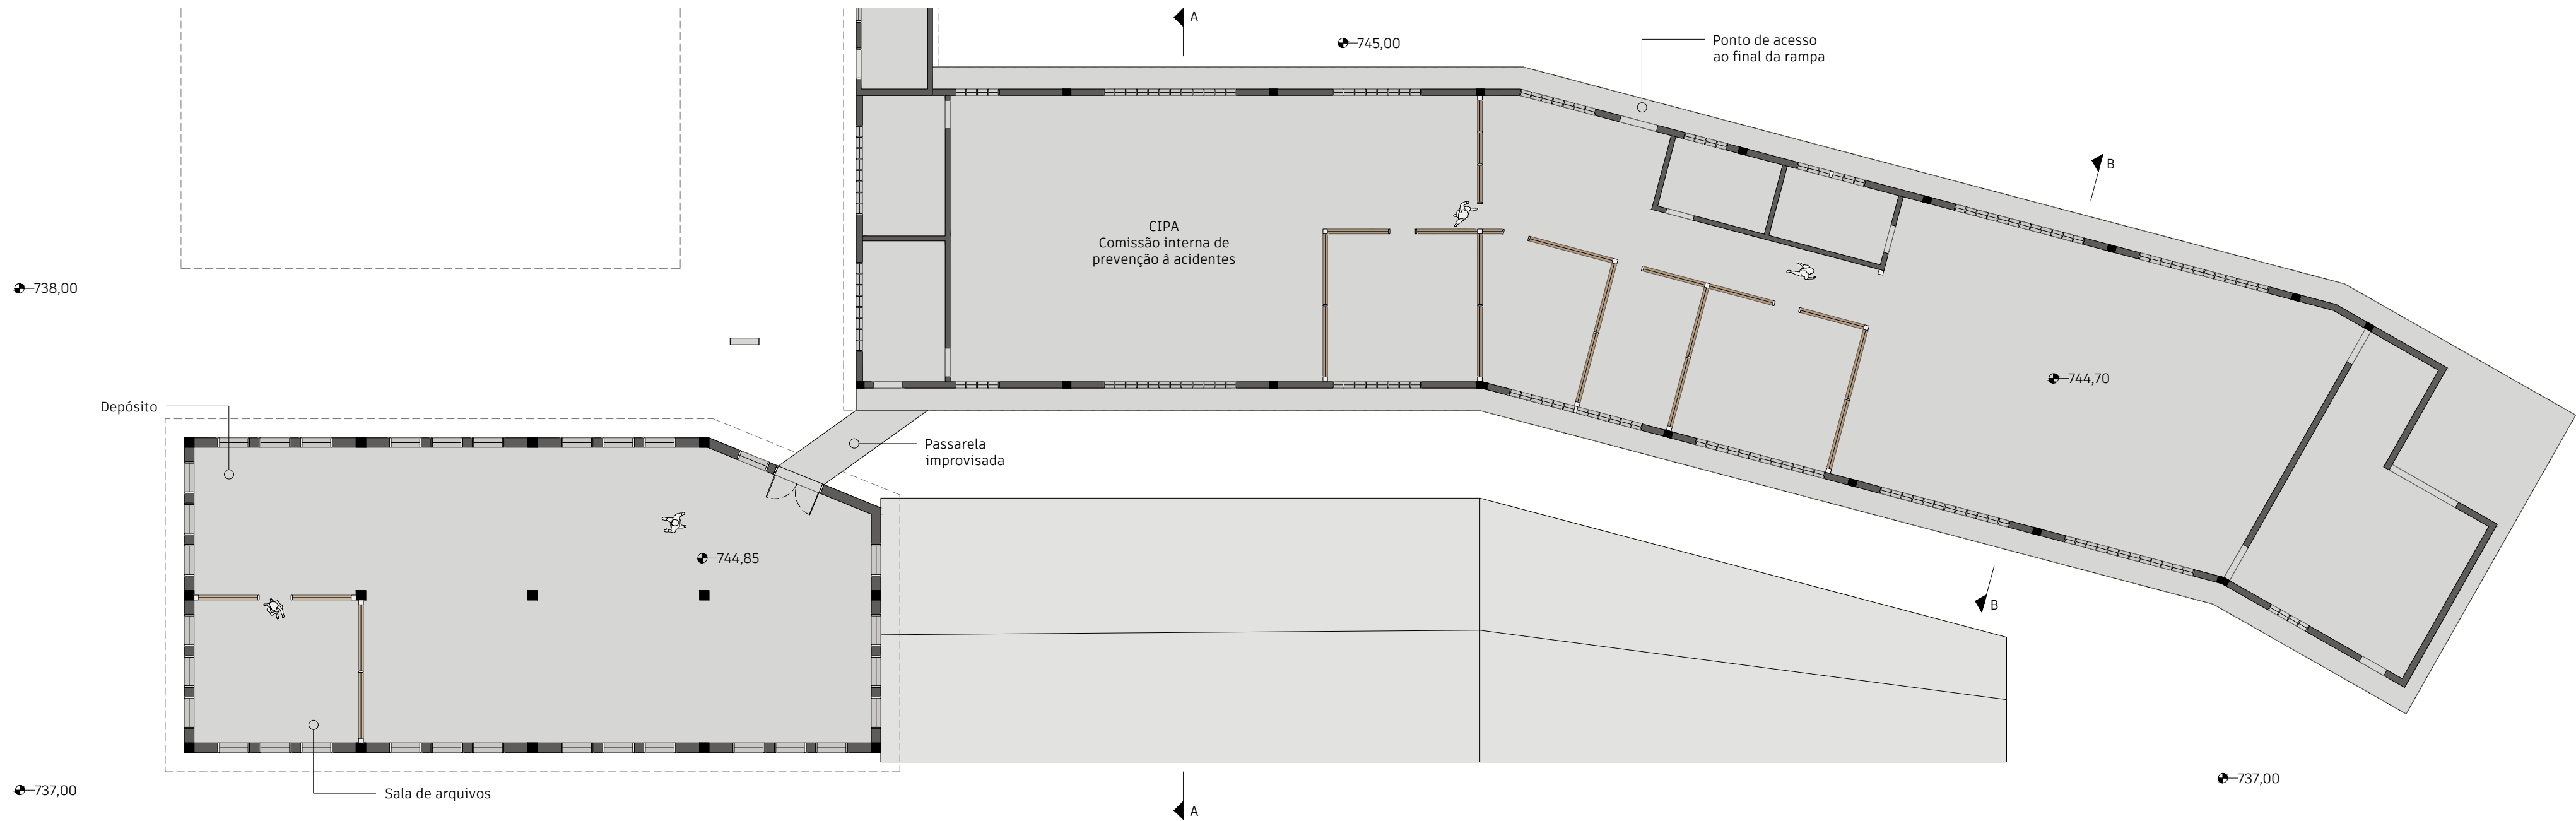 A
745,00
Ponto de acesso
ao final da rampa
B
CIPA
Comissão interna de
prevenção à acidentes
738,00
744,70
Depósito
Passarela
improvisada
744,85
B
737,00
Sala de arquivos
A
737,00